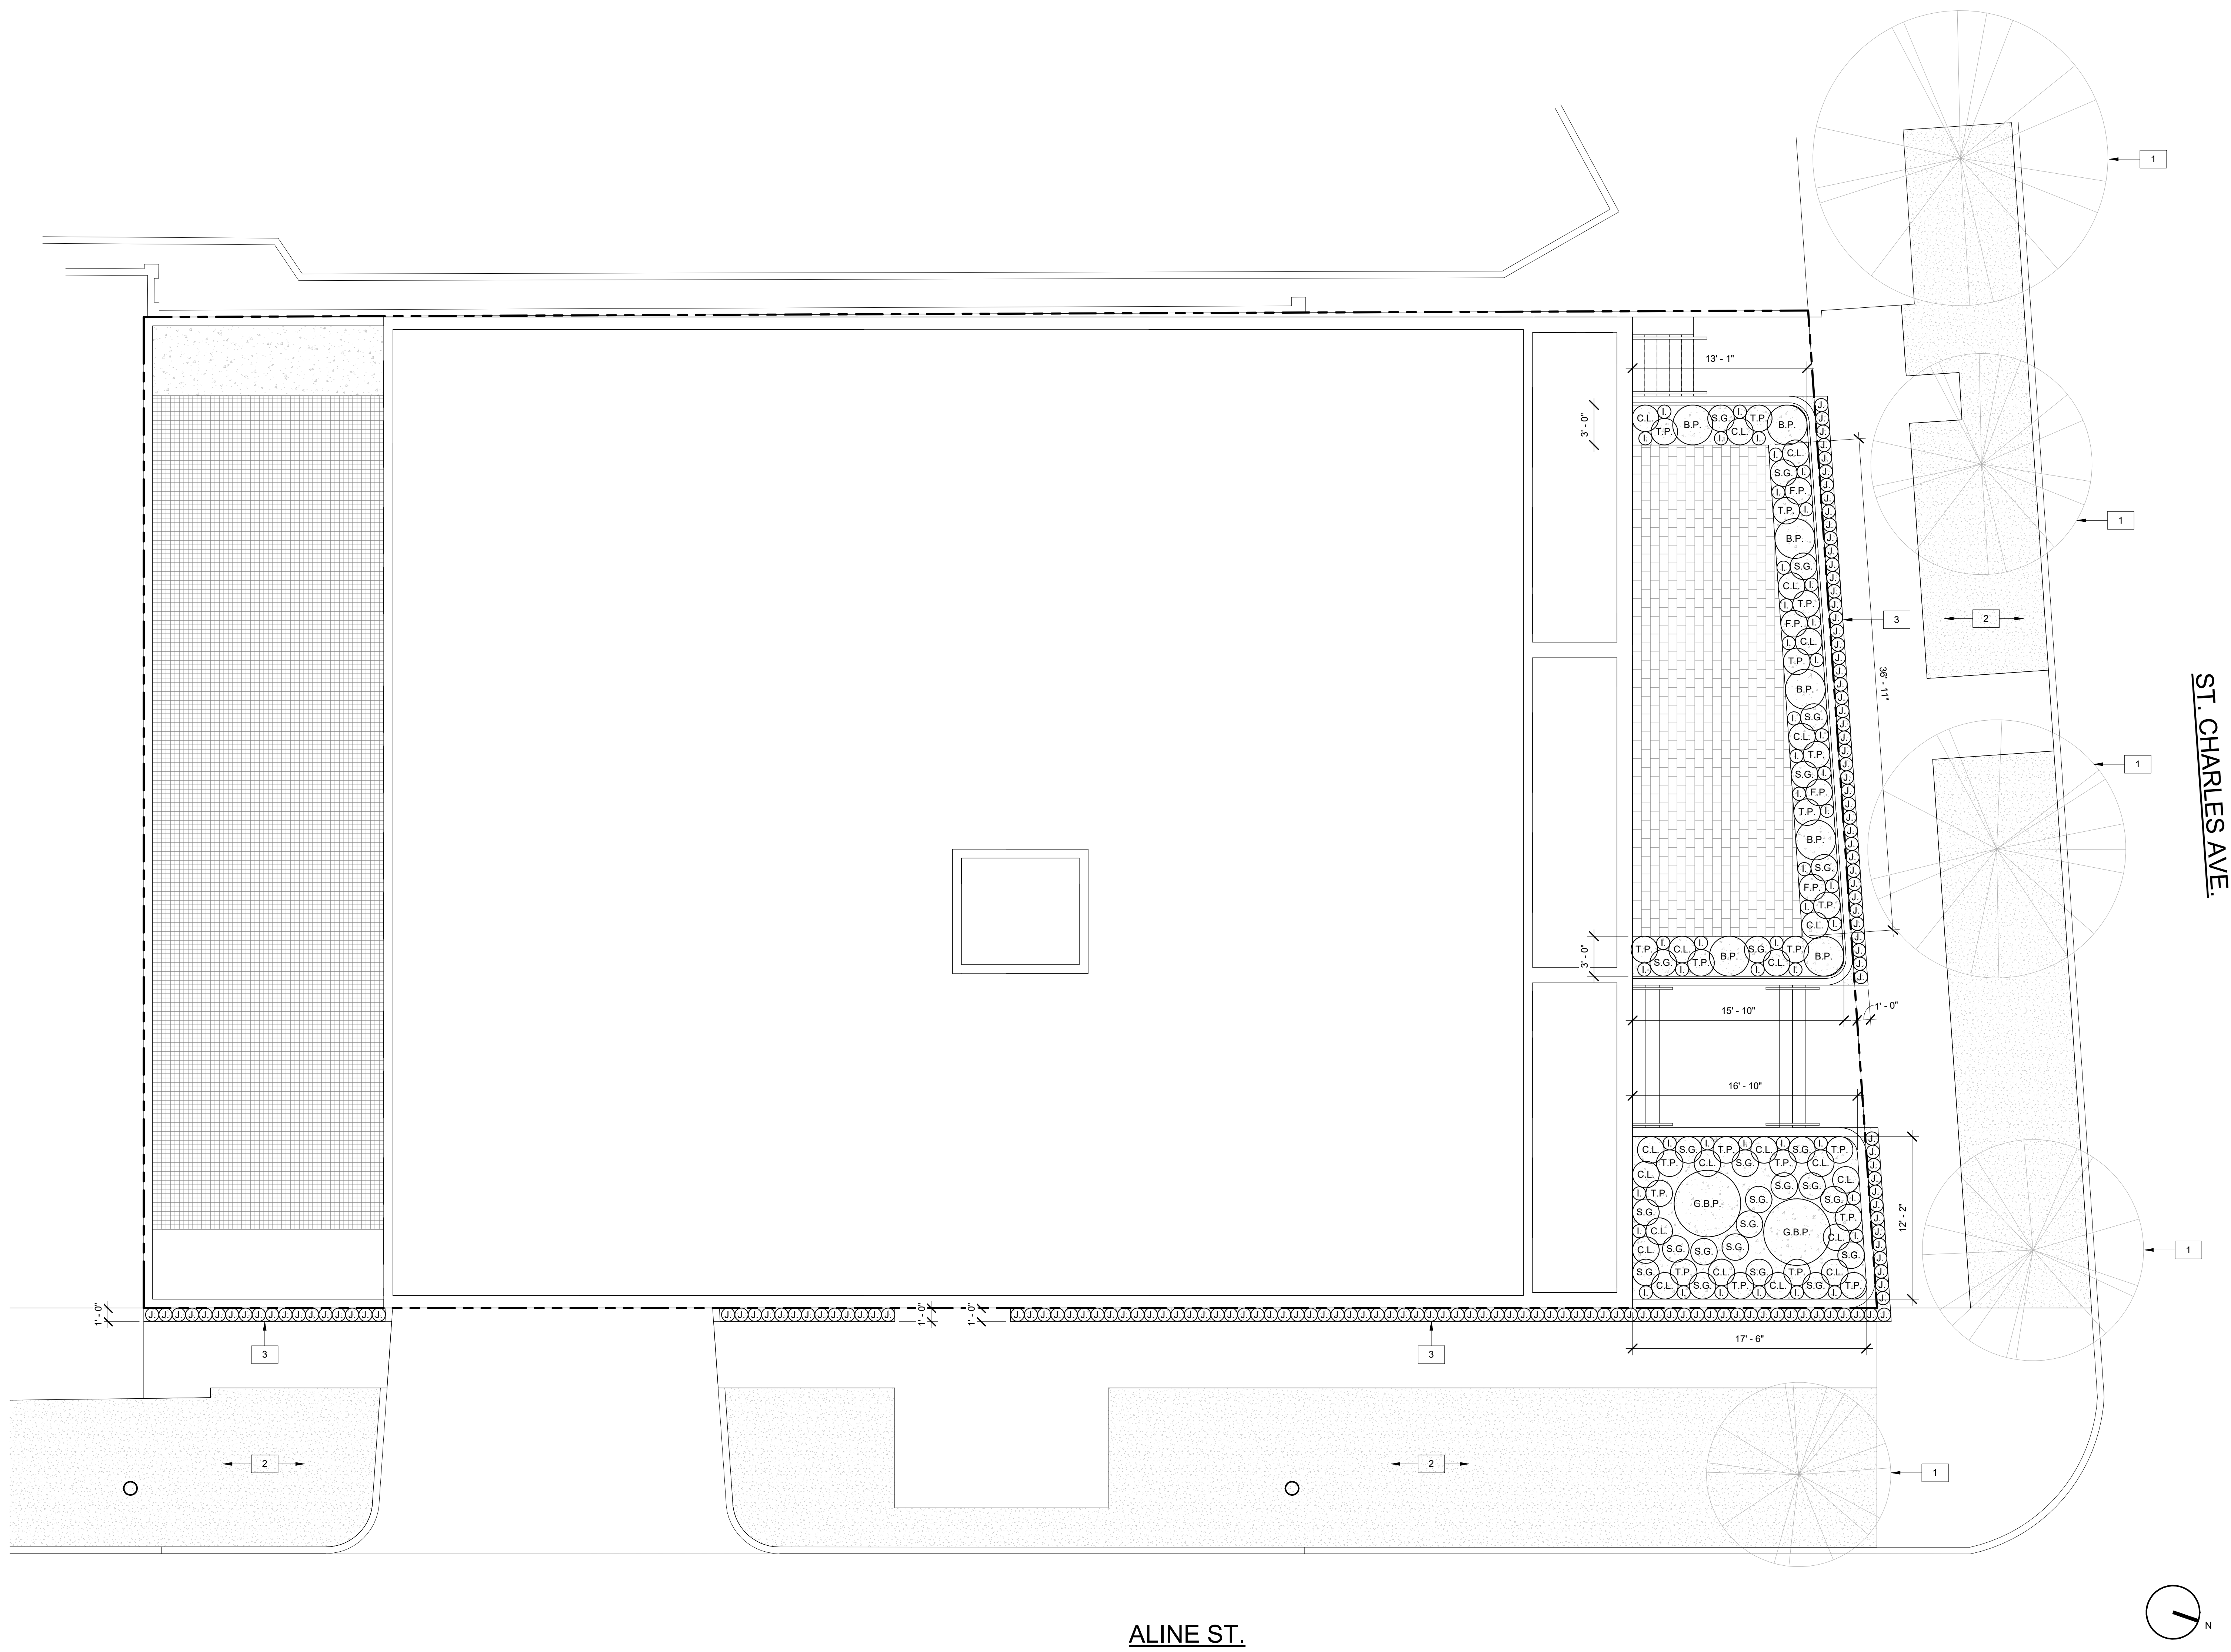 1
1
13' - 1"
3' - 0"
C.L. I. T.P. I. B.P. S.G. I. I. C.L. T.P. I. B.P.
I. C.L.
S.G. I.
I. F.P.
T.P. I.
B.P.
I. S.G.
C.L. I.
I. T.P.
F.P. I.
I. C.L.
T.P. I.
B.P.
I. S.G.
C.L. I.
I. T.P.
S.G. I.
I. F.P.
T.P. I.
B.P.
I. S.G.
F.P. I.
I. T.P.
C.L. I.
J. J. J. J. J. J. J. J. J. J. J. J. J. J. J. J. J. J. J. J. J. J. J. J. J. J. J. J. J. J. J. J. J. J. J. J. J. J. J. J. J. J. J. J.
3
2
36' - 11"
ST. CHARLES AVE.
1
3' - 0"
T.P. I. I. S.G. C.L. I. I. T.P. B.P. S.G. I. I. C.L. T.P. I. B.P.
15' - 10"
1' - 0"
16' - 10"
C.L. I. S.G. I. T.P. I. C.L. I. S.G. I. T.P.
T.P. C.L. S.G. T.P. C.L.
C.L. C.L.
S.G. S.G.
I. T.P. S.G. S.G. I.
G.B.P.
S.G. T.P.
S.G.
I. C.L. G.B.P. C.L. I.
C.L. S.G. S.G. S.G. S.G.
S.G. T.P. C.L. S.G. T.P. C.L.
I. C.L. I. S.G. I. T.P. I. C.L. I. S.G. I. T.P.
J. J. J. J. J. J. J. J. J. J. J. J. J.
12' - 2"
1
1' - 0"
J. J. J. J. J. J. J. J. J. J. J. J. J. J. J. J. J. J.
J. J. J. J. J. J. J. J. J. J. J. J. J.
1' - 0"
1' - 0"
J. J. J. J. J. J. J. J. J. J. J. J. J. J. J. J. J. J. J. J. J. J. J. J. J. J. J. J. J. J. J. J. J. J. J. J. J. J. J. J. J. J. J. J. J. J. J. J. J. J. J. J. J. J. J. J. J. J. J. J. J. J. J. J. J. J.
17' - 6"
3
3
2
2
1
N
ALINE ST.